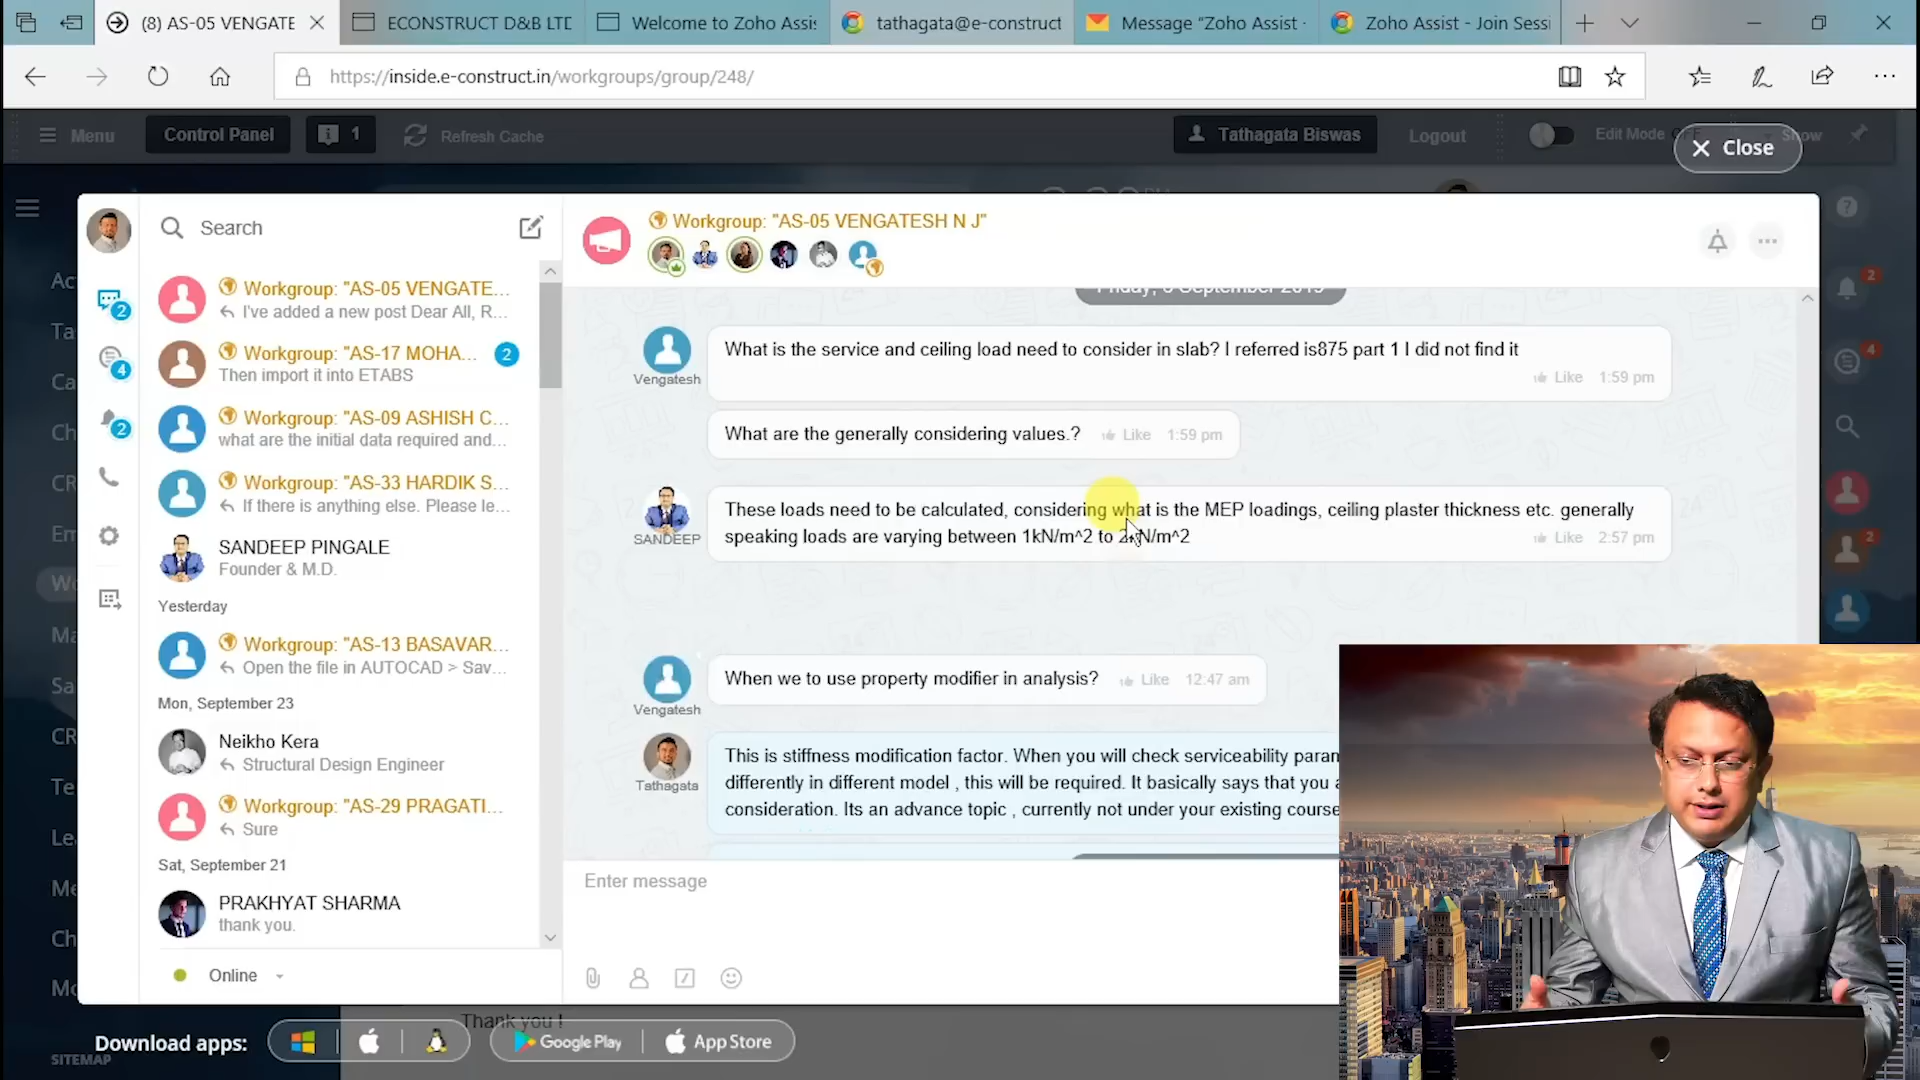 (8) AS-05 VENGATE
ECONSTRUCT D&B LTD
Welcome to Zoho Assis
tathagata@e-construct
Message "Zoho Assist ·
Zoho Assist - Join Sessi
https://inside.e-construct.in/workgroups/group/248/
Menu
Control Panel
1
Refresh Cache
Tathagata Biswas
Logout
Edit Mode
Show
Close
Search
Workgroup: "AS-05 VENGATE...
I've added a new post Dear All, R...
Workgroup: "AS-17 MOHA...
2
Then import it into ETABS
Workgroup: "AS-09 ASHISH C...
what are the initial data required and...
Workgroup: "AS-33 HARDIK S...
If there is anything else. Please le...
SANDEEP PINGALE
Founder & M.D.
Yesterday
Workgroup: "AS-13 BASAVAR...
Open the file in AUTOCAD > Sav...
Mon, September 23
Neikho Kera
Structural Design Engineer
Workgroup: "AS-29 PRAGATI...
Sure
Sat, September 21
PRAKHYAT SHARMA
thank you.
Online
2
4
2
Workgroup: "AS-05 VENGATESH N J"
Vengatesh
What is the service and ceiling load need to consider in slab? I referred is875 part 1 I did not find it
Like 1:59 pm
What are the generally considering values.?
Like 1:59 pm
SANDEEP
These loads need to be calculated, considering what is the MEP loadings, ceiling plaster thickness etc. generally
speaking loads are varying between 1kN/m^2 to 2kN/m^2
Like 2:57 pm
Vengatesh
When we to use property modifier in analysis?
Like 12:47 am
Tathagata
This is stiffness modification factor. When you will check serviceability param
differently in different model , this will be required. It basically says that you a
consideration. Its an advance topic , currently not under your existing course
Enter message
2
4
2
Thank you !
Download apps:
Google Play
App Store
SITEMAP